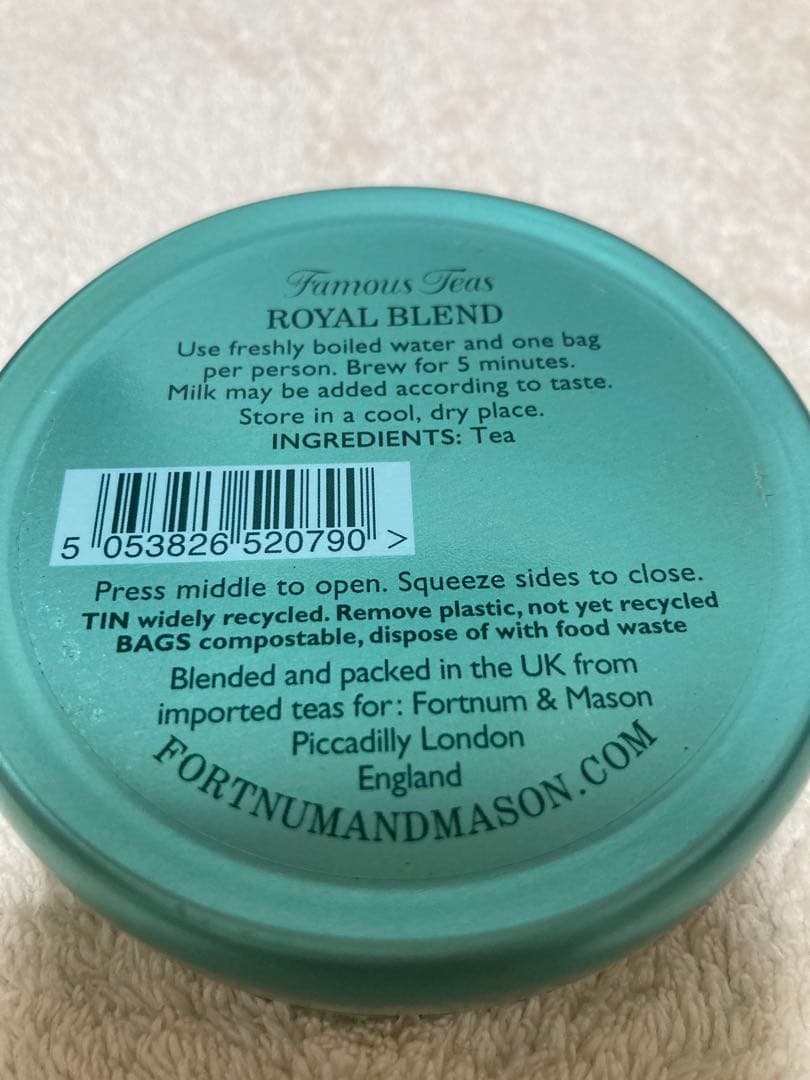 Famous Teas
ROYAL BLEND
Use freshly boiled water and one bag
per person. Brew for 5 minutes.
Milk may be added according to taste.
Store in a cool, dry place.
INGREDIENTS: Tea
5 053826 520790 >
Press middle to open. Squeeze sides to close.
TIN widely recycled. Remove plastic, not yet recycled
BAGS compostable, dispose of with food waste
Blended and packed in the UK from
imported teas for: Fortnum & Mason
Piccadilly London
England
FORTNUMANDMASON.COM